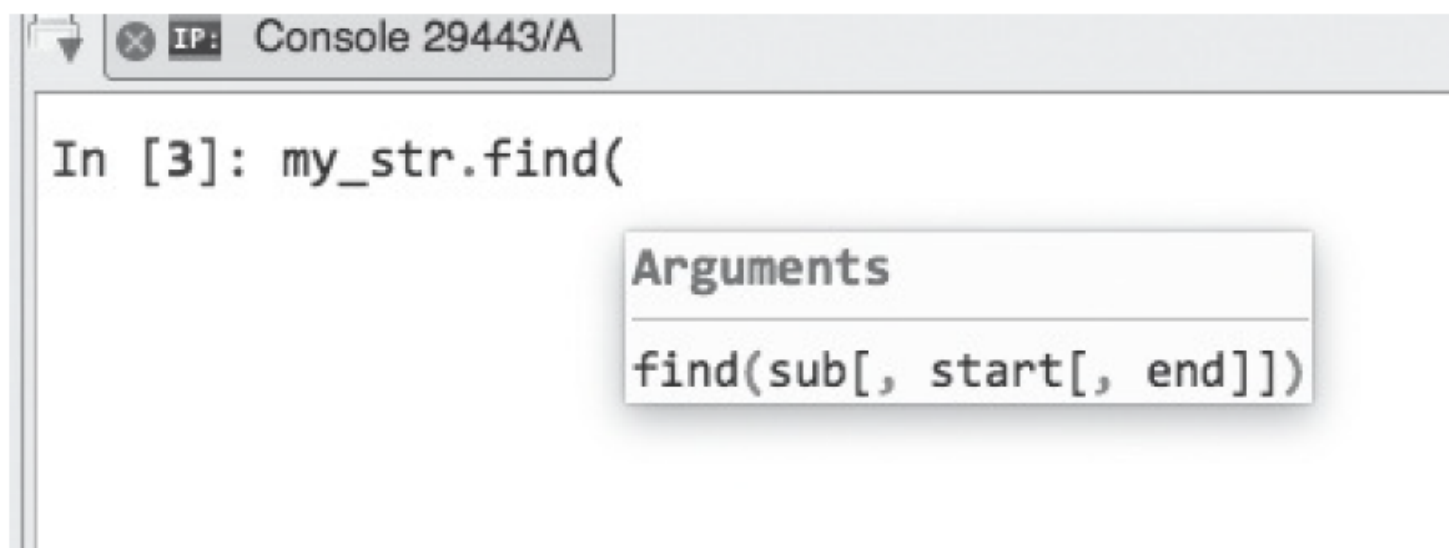 IP: Console 29443/A
In [3]: my_str.find(
Arguments
find(sub[, start[, end]])